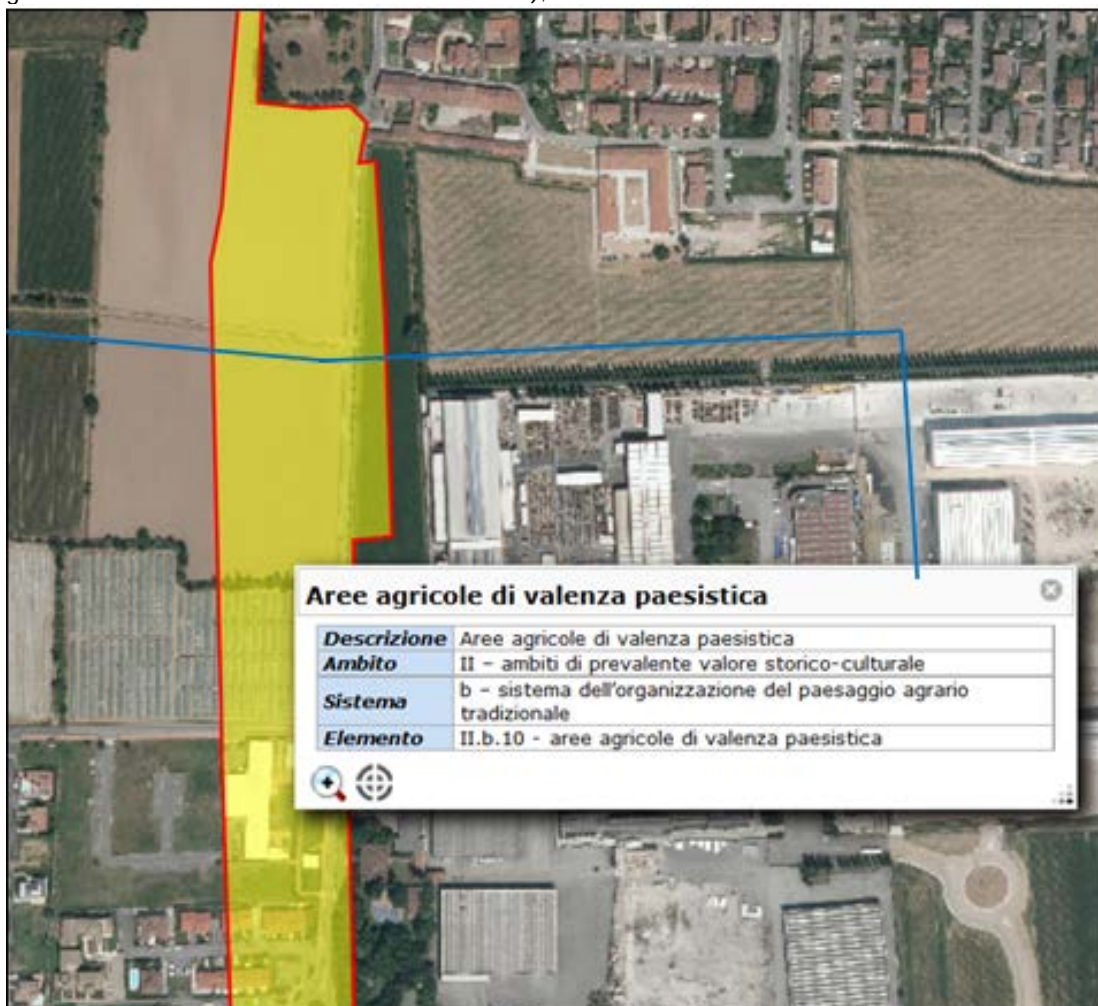 Aree agricole di valenza paesistica
Descrizione Aree agricole di valenza paesistica
Ambito II – ambiti di prevalente valore storico-culturale
Sistema b – sistema dell'organizzazione del paesaggio agrario
tradizionale
Elemento II.b.10 - aree agricole di valenza paesistica